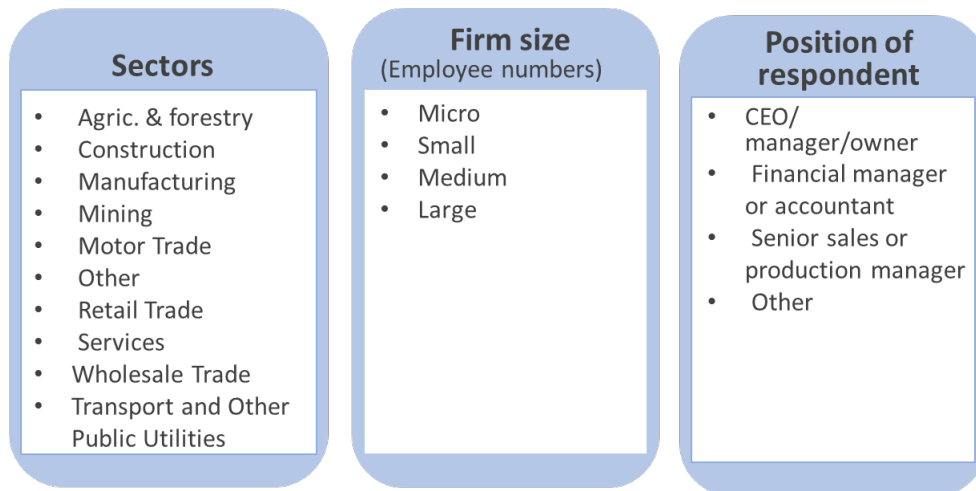 Sectors
• Agric. & forestry
• Construction
• Manufacturing
• Mining
• Motor Trade
• Other
• Retail Trade
• Services
• Wholesale Trade
• Transport and Other
Public Utilities
Firm size
(Employee numbers)
• Micro
• Small
• Medium
• Large
Position of
respondent
• CEO/
manager/owner
• Financial manager
or accountant
• Senior sales or
production manager
• Other